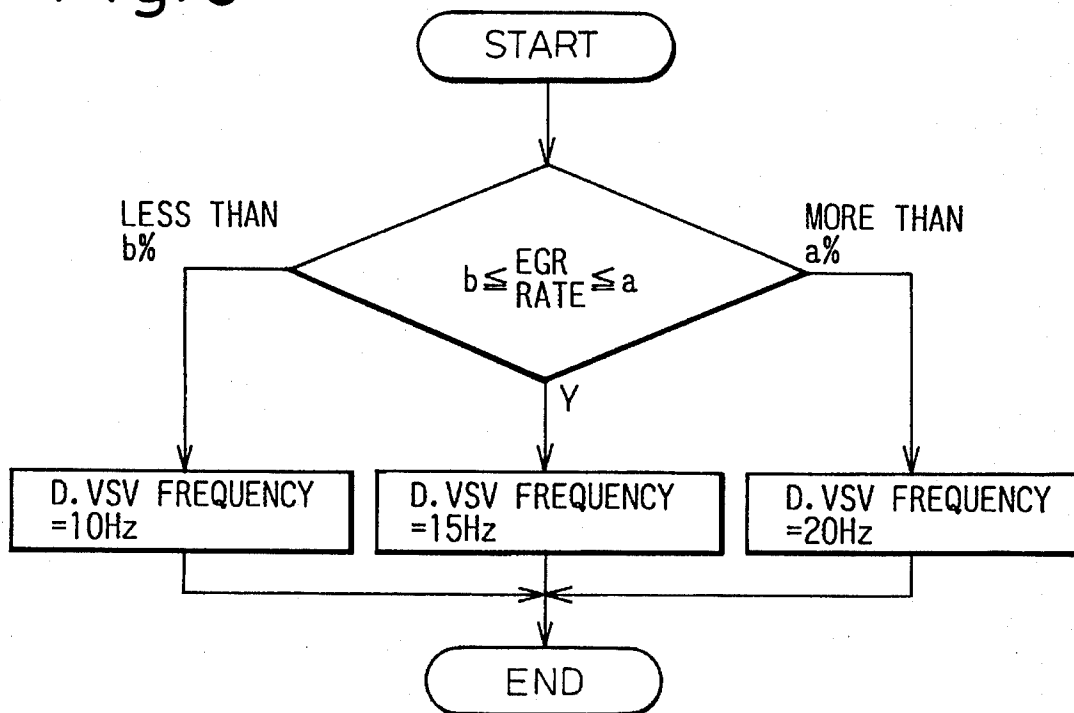 START
LESS THAN
b%
MORE THAN
a%
b≦ EGR RATE ≦a
Y
D.VSV FREQUENCY
=10Hz
D.VSV FREQUENCY
=15Hz
D.VSV FREQUENCY
=20Hz
END